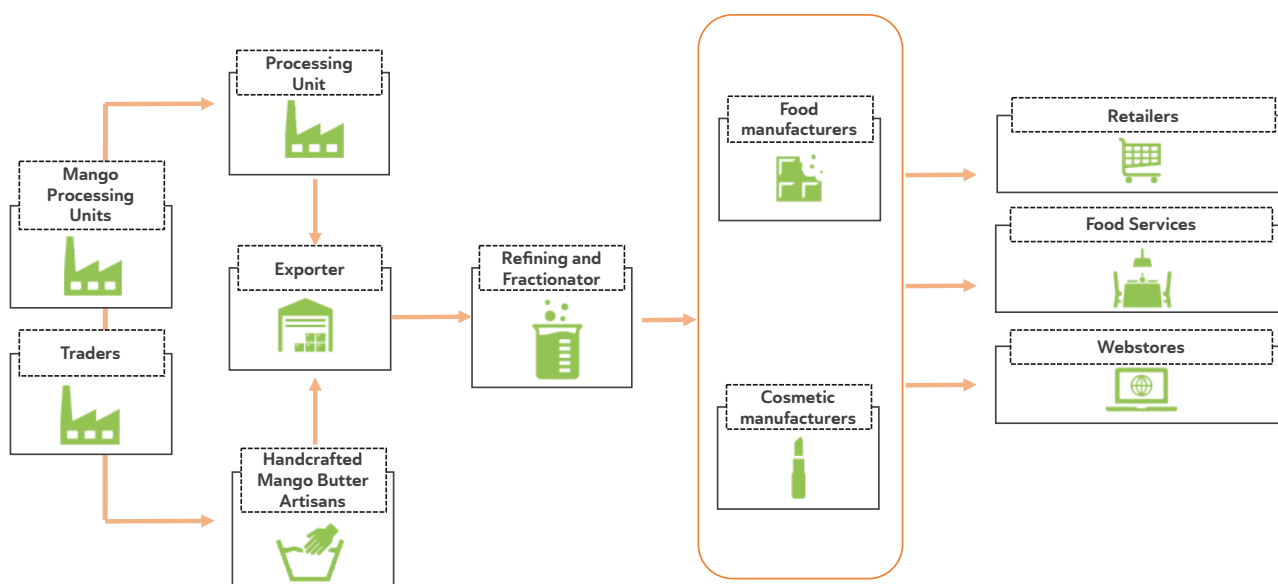 Processing
Unit
Mango
Processing
Units
Traders
Exporter
Handcrafted
Mango Butter
Artisans
Refining and
Fractionator
Food
manufacturers
Cosmetic
manufacturers
Retailers
Food Services
Webstores